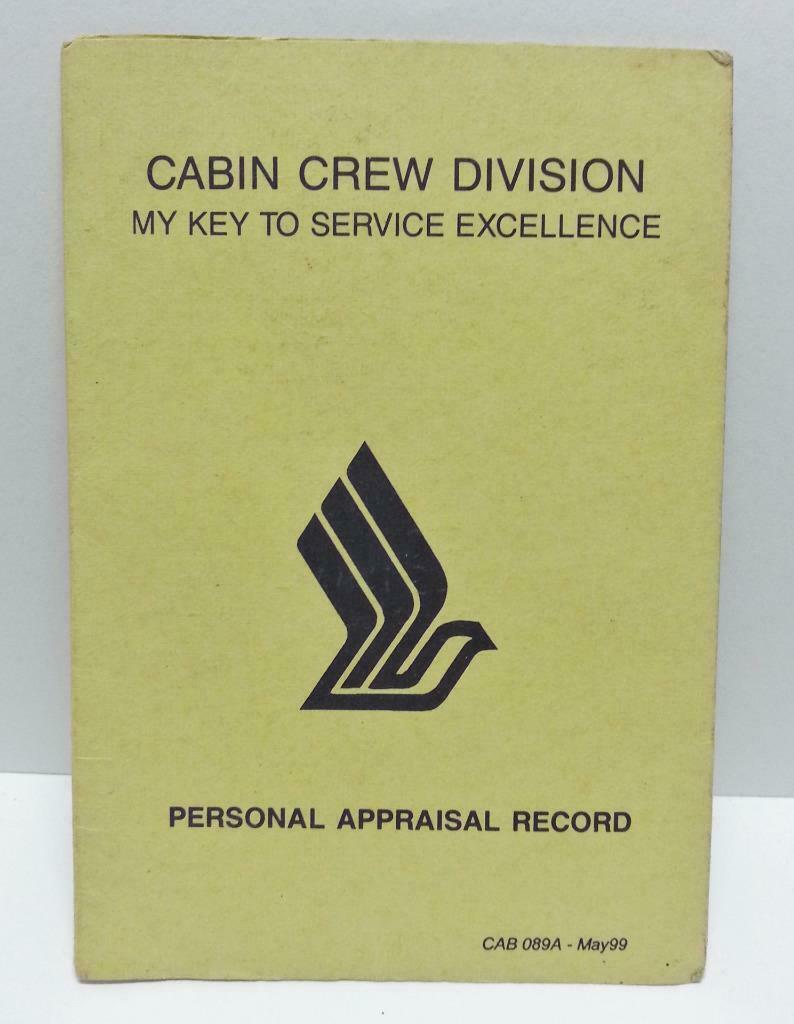 CABIN CREW DIVISION
MY KEY TO SERVICE EXCELLENCE
PERSONAL APPRAISAL RECORD
CAB 089A - May99